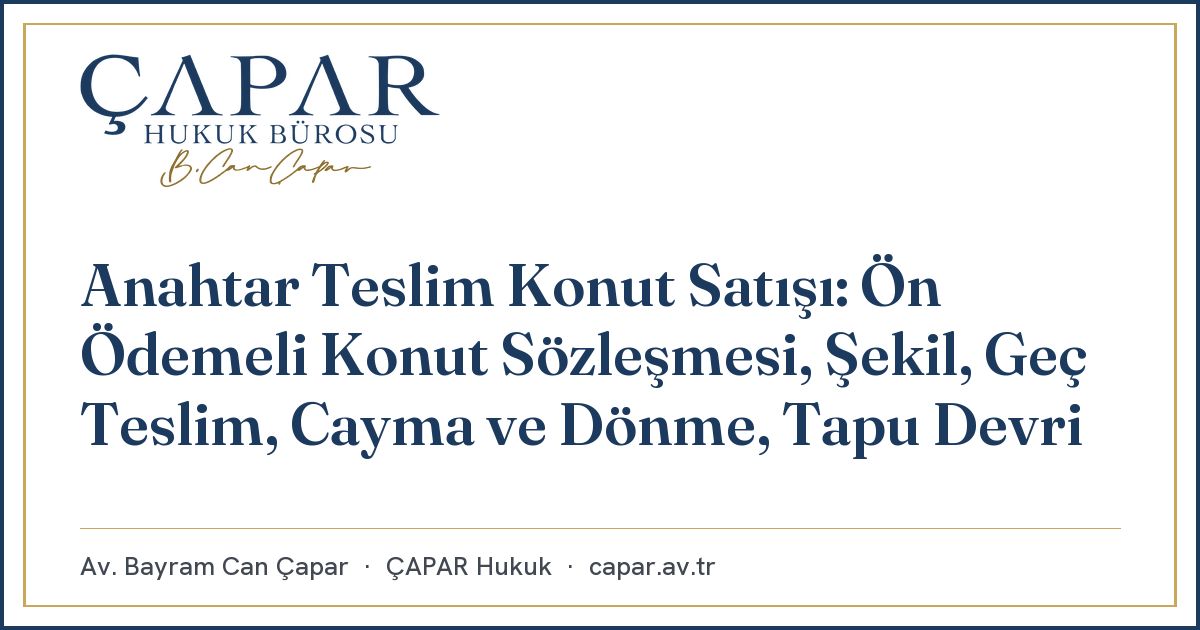 ÇAPAR
HUKUK BÜROSU
B.Can Çapar
Anahtar Teslim Konut Satışı: Ön
Ödemeli Konut Sözleşmesi, Şekil, Geç
Teslim, Cayma ve Dönme, Tapu Devri
Av. Bayram Can Çapar · ÇAPAR Hukuk · capar.av.tr